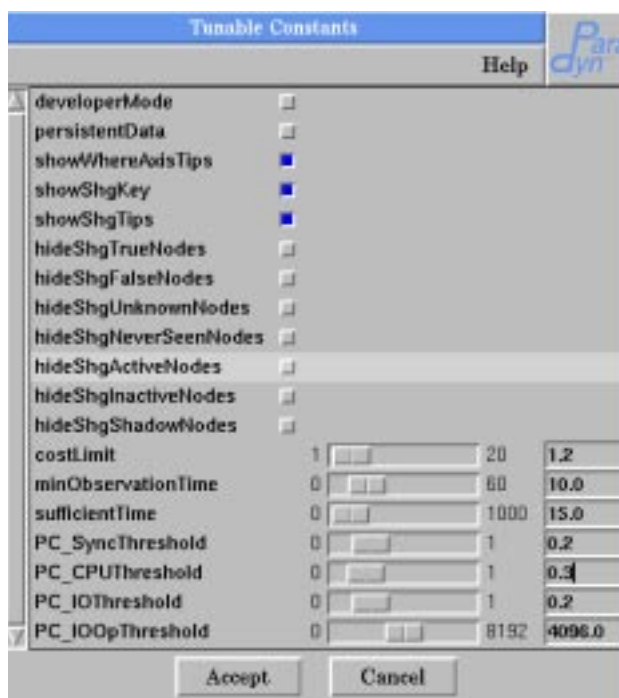 Tunable Constants
Help
Para
dyn
developerMode
persistentData
showWhereAxisTips
showShgKey
showShgTips
hideShgTrueNodes
hideShgFalseNodes
hideShgUnknownNodes
hideShgNeverSeenNodes
hideShgActiveNodes
hideShgInactiveNodes
hideShgShadowNodes
costLimit 1 20 1.2
minObservationTime 0 60 10.0
sufficientTime 0 1000 15.0
PC_SyncThreshold 0 1 0.2
PC_CPUThreshold 0 1 0.3
PC_IOThreshold 0 1 0.2
PC_IOOpThreshold 0 8192 4096.0
Accept Cancel